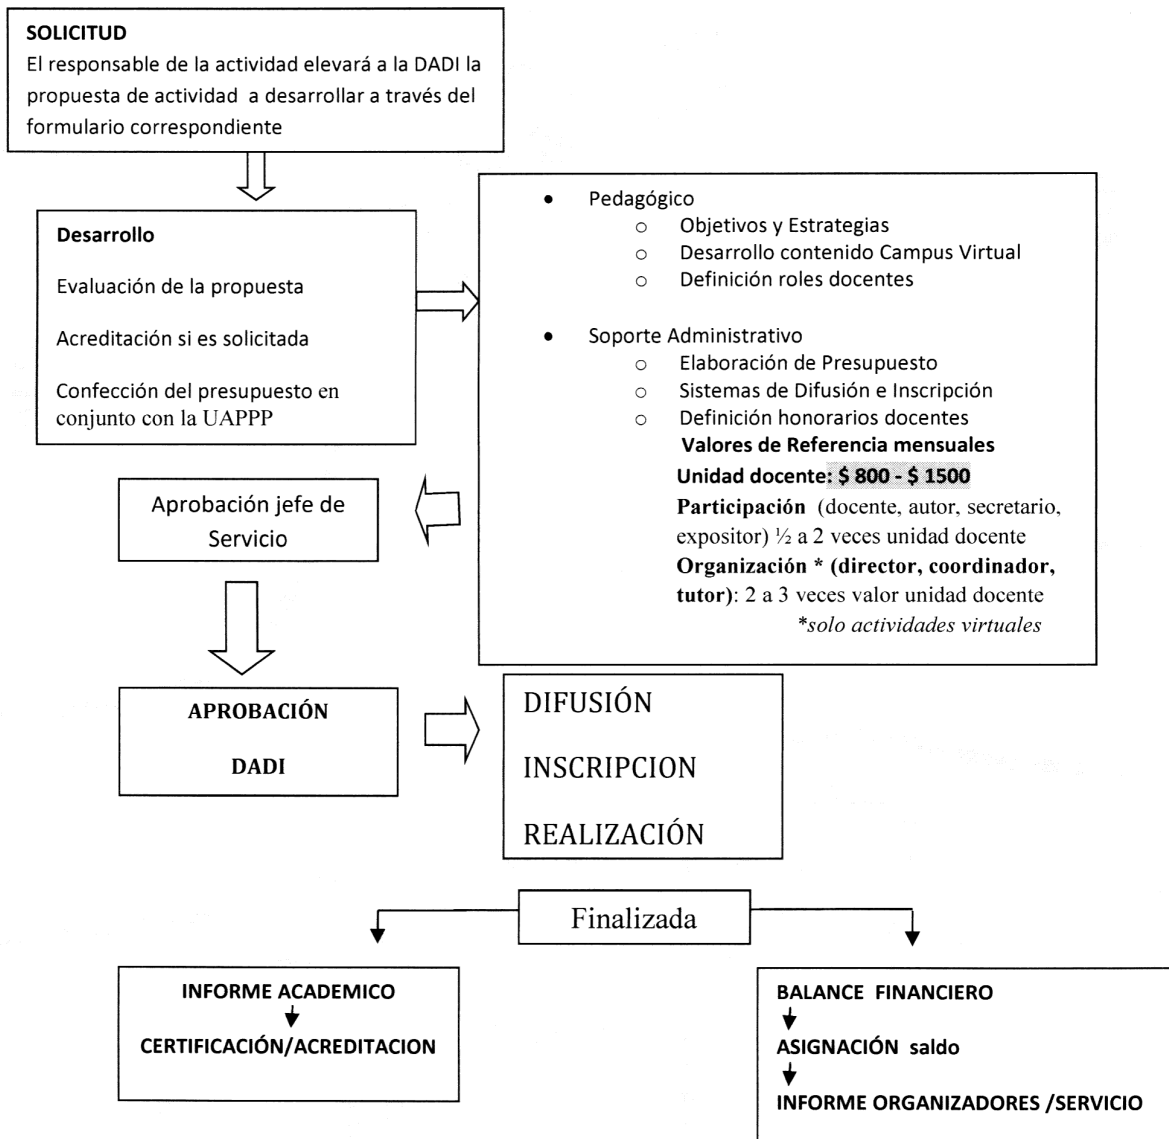 SOLICITUD
El responsable de la actividad elevará a la DADI la
propuesta de actividad a desarrollar a través del
formulario correspondiente
Desarrollo
Evaluación de la propuesta
Acreditación si es solicitada
Confección del presupuesto en
conjunto con la UAPPP
• Pedagógico
o Objetivos y Estrategias
o Desarrollo contenido Campus Virtual
o Definición roles docentes
• Soporte Administrativo
o Elaboración de Presupuesto
o Sistemas de Difusión e Inscripción
o Definición honorarios docentes
Valores de Referencia mensuales
Unidad docente: $ 800 - $ 1500
Participación (docente, autor, secretario,
expositor) ½ a 2 veces unidad docente
Organización * (director, coordinador,
tutor): 2 a 3 veces valor unidad docente
*solo actividades virtuales
Aprobación jefe de
Servicio
APROBACIÓN
DADI
DIFUSIÓN
INSCRIPCION
REALIZACIÓN
Finalizada
INFORME ACADEMICO
CERTIFICACIÓN/ACREDITACION
BALANCE FINANCIERO
ASIGNACIÓN saldo
INFORME ORGANIZADORES /SERVICIO